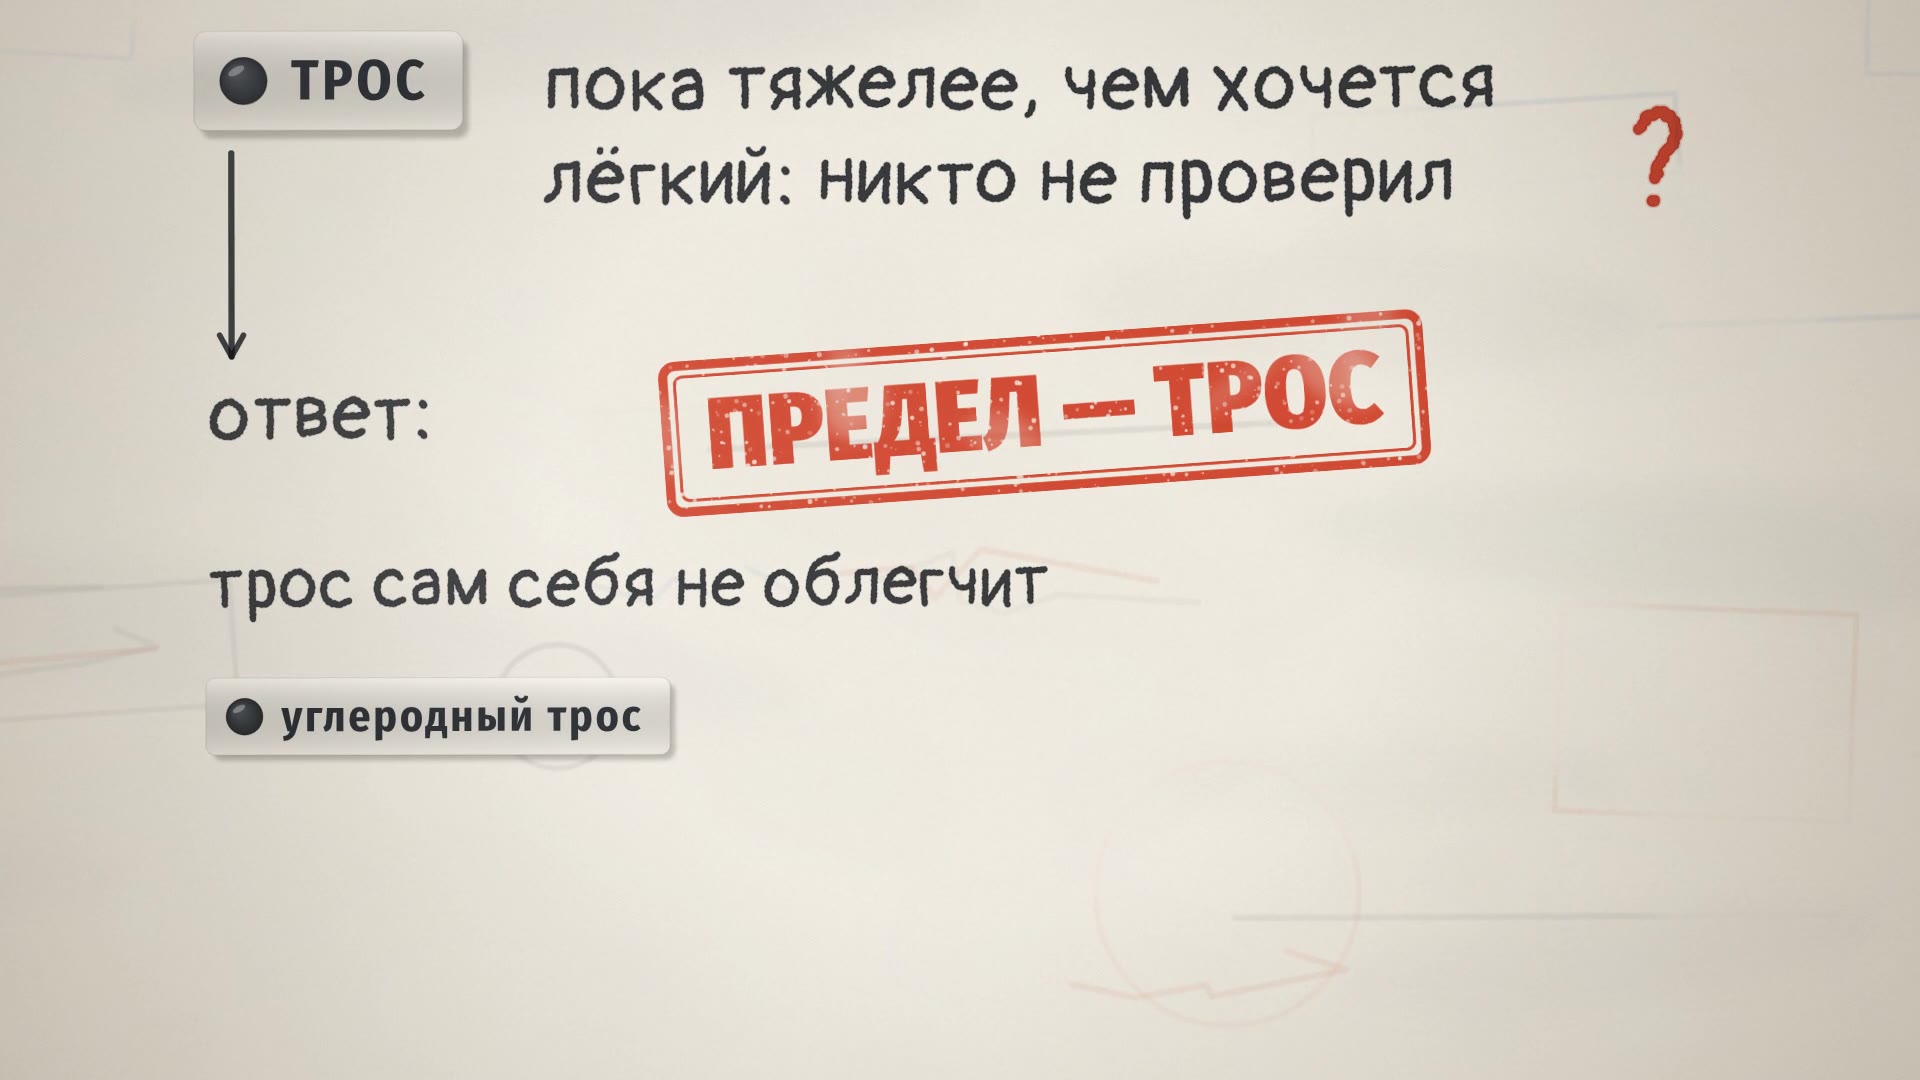 ТРОС
пока тяжелее, чем хочется
лёгкий: никто не проверил
?
ответ:
ПРЕДЕЛ — ТРОС
трос сам себя не облегчит
углеродный трос